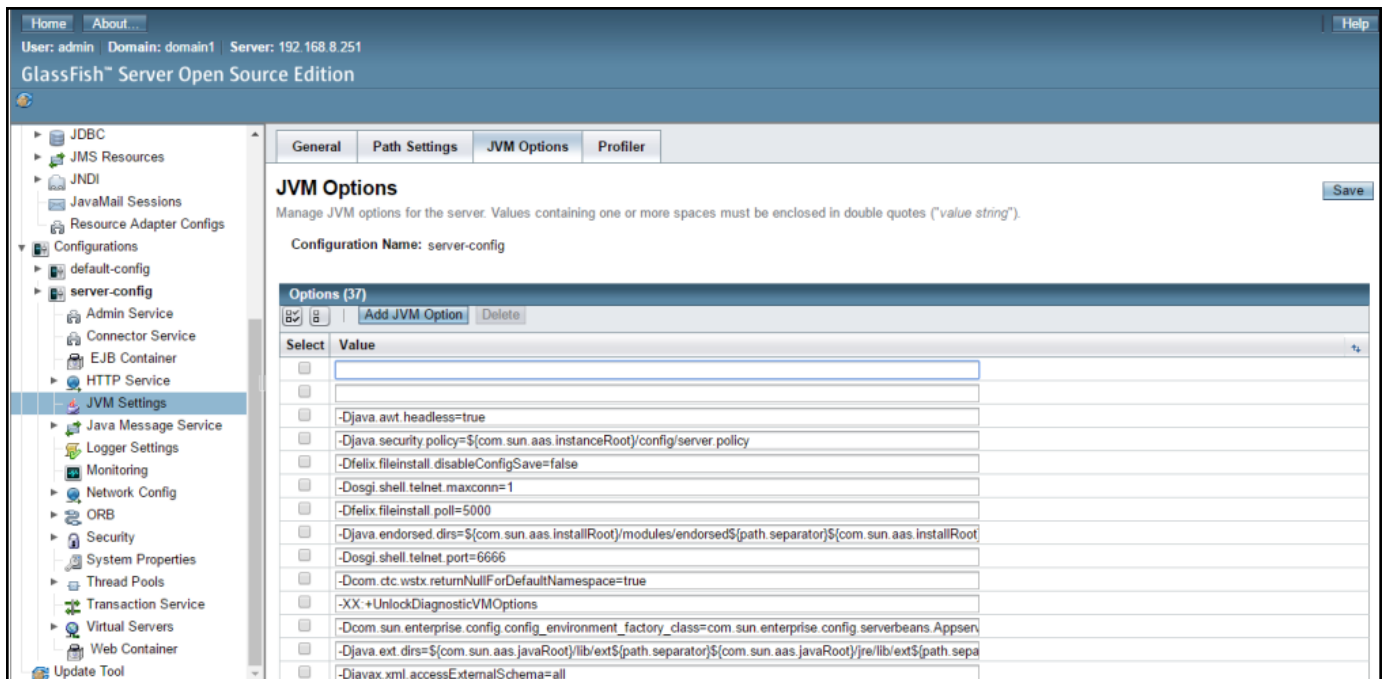 Home About... Help
User: admin Domain: domain1 Server: 192.168.8.251
GlassFish™ Server Open Source Edition
JDBC
JMS Resources
JNDI
JavaMail Sessions
Resource Adapter Configs
Configurations
default-config
server-config
Admin Service
Connector Service
EJB Container
HTTP Service
JVM Settings
Java Message Service
Logger Settings
Monitoring
Network Config
ORB
Security
System Properties
Thread Pools
Transaction Service
Virtual Servers
Web Container
Update Tool
General Path Settings JVM Options Profiler
JVM Options
Save
Manage JVM options for the server. Values containing one or more spaces must be enclosed in double quotes ("value string").
Configuration Name: server-config
Options (37)
Add JVM Option Delete
Select Value
-Djava.awt.headless=true
-Djava.security.policy=${com.sun.aas.instanceRoot}/config/server.policy
-Dfelix.fileinstall.disableConfigSave=false
-Dosgi.shell.telnet.maxconn=1
-Dfelix.fileinstall.poll=5000
-Djava.endorsed.dirs=${com.sun.aas.installRoot}/modules/endorsed${path.separator}${com.sun.aas.installRoot
-Dosgi.shell.telnet.port=6666
-Dcom.ctc.wstx.returnNullForDefaultNamespace=true
-XX:+UnlockDiagnosticVMOptions
-Dcom.sun.enterprise.config.config_environment_factory_class=com.sun.enterprise.config.serverbeans.Appserv
-Djava.ext.dirs=${com.sun.aas.javaRoot}/lib/ext${path.separator}${com.sun.aas.javaRoot}/jre/lib/ext${path.sepa
-Djavax.xml.accessExternalSchema=all